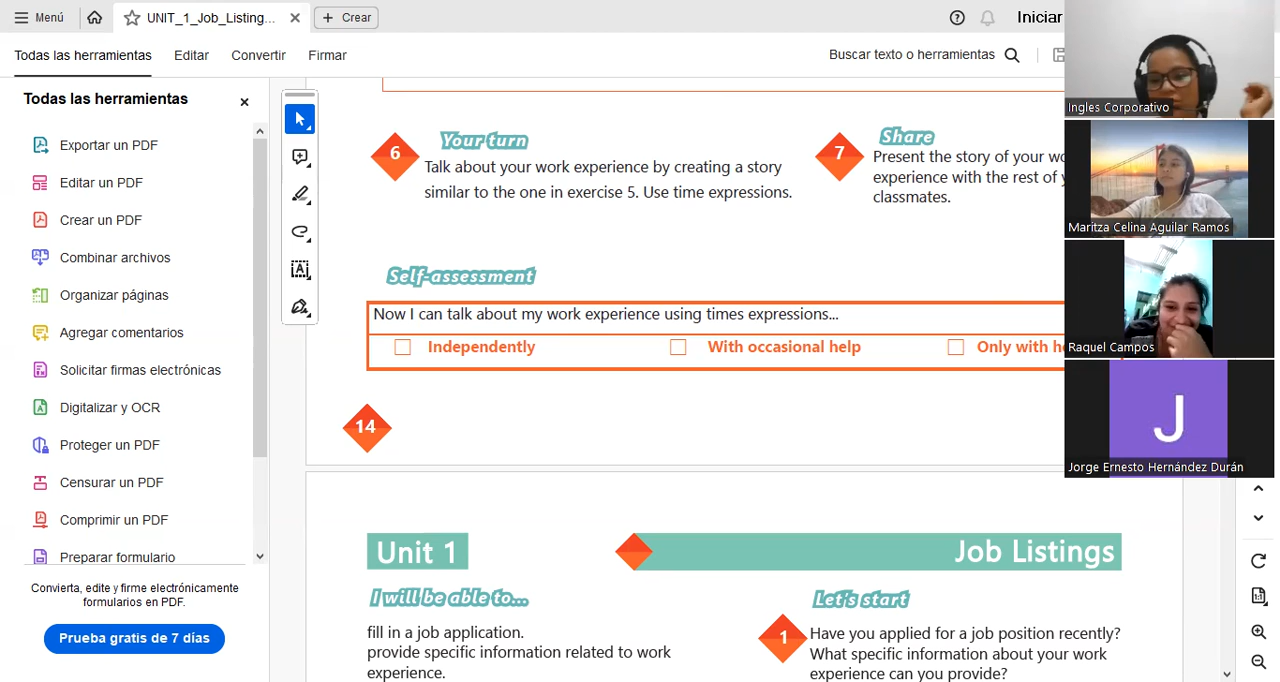 Menú
UNIT_1_Job_Listing...
Crear
Iniciar
Todas las herramientas
Editar
Convertir
Firmar
Buscar texto o herramientas
Todas las herramientas
Exportar un PDF
Editar un PDF
Crear un PDF
Combinar archivos
Organizar páginas
Agregar comentarios
Solicitar firmas electrónicas
Digitalizar y OCR
Proteger un PDF
Censurar un PDF
Comprimir un PDF
Preparar formulario
Convierta, edite y firme electrónicamente
formularios en PDF.
Prueba gratis de 7 días
6
Your turn
Talk about your work experience by creating a story
similar to the one in exercise 5. Use time expressions.
7
Share
Present the story of your
experience with the rest of
classmates.
Self-assessment
Now I can talk about my work experience using times expressions...
Independently
With occasional help
Only with
14
Unit 1
Job Listings
I will be able to...
fill in a job application.
provide specific information related to work
experience.
Let's start
1
Have you applied for a job position recently?
What specific information about your work
experience can you provide?
Ingles Corporativo
Maritza Celina Aguilar Ramos
Raquel Campos
J
Jorge Ernesto Hernández Durán